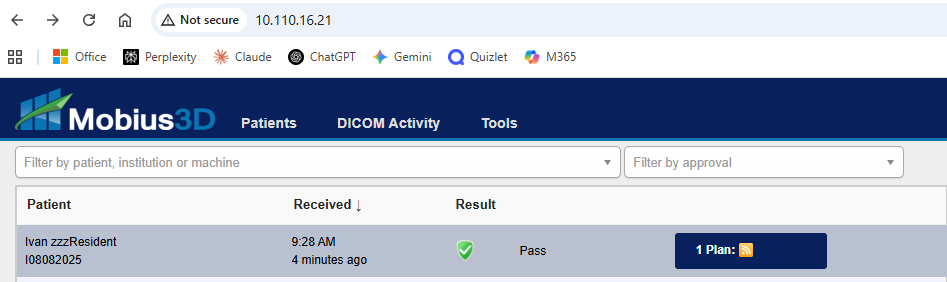 Not secure 10.110.16.21
Office Perplexity Claude ChatGPT Gemini Quizlet M365
Mobius3D Patients DICOM Activity Tools
Filter by patient, institution or machine Filter by approval
Patient Received ↓ Result
Ivan zzzResident 9:28 AM
Pass 1 Plan:
I08082025 4 minutes ago